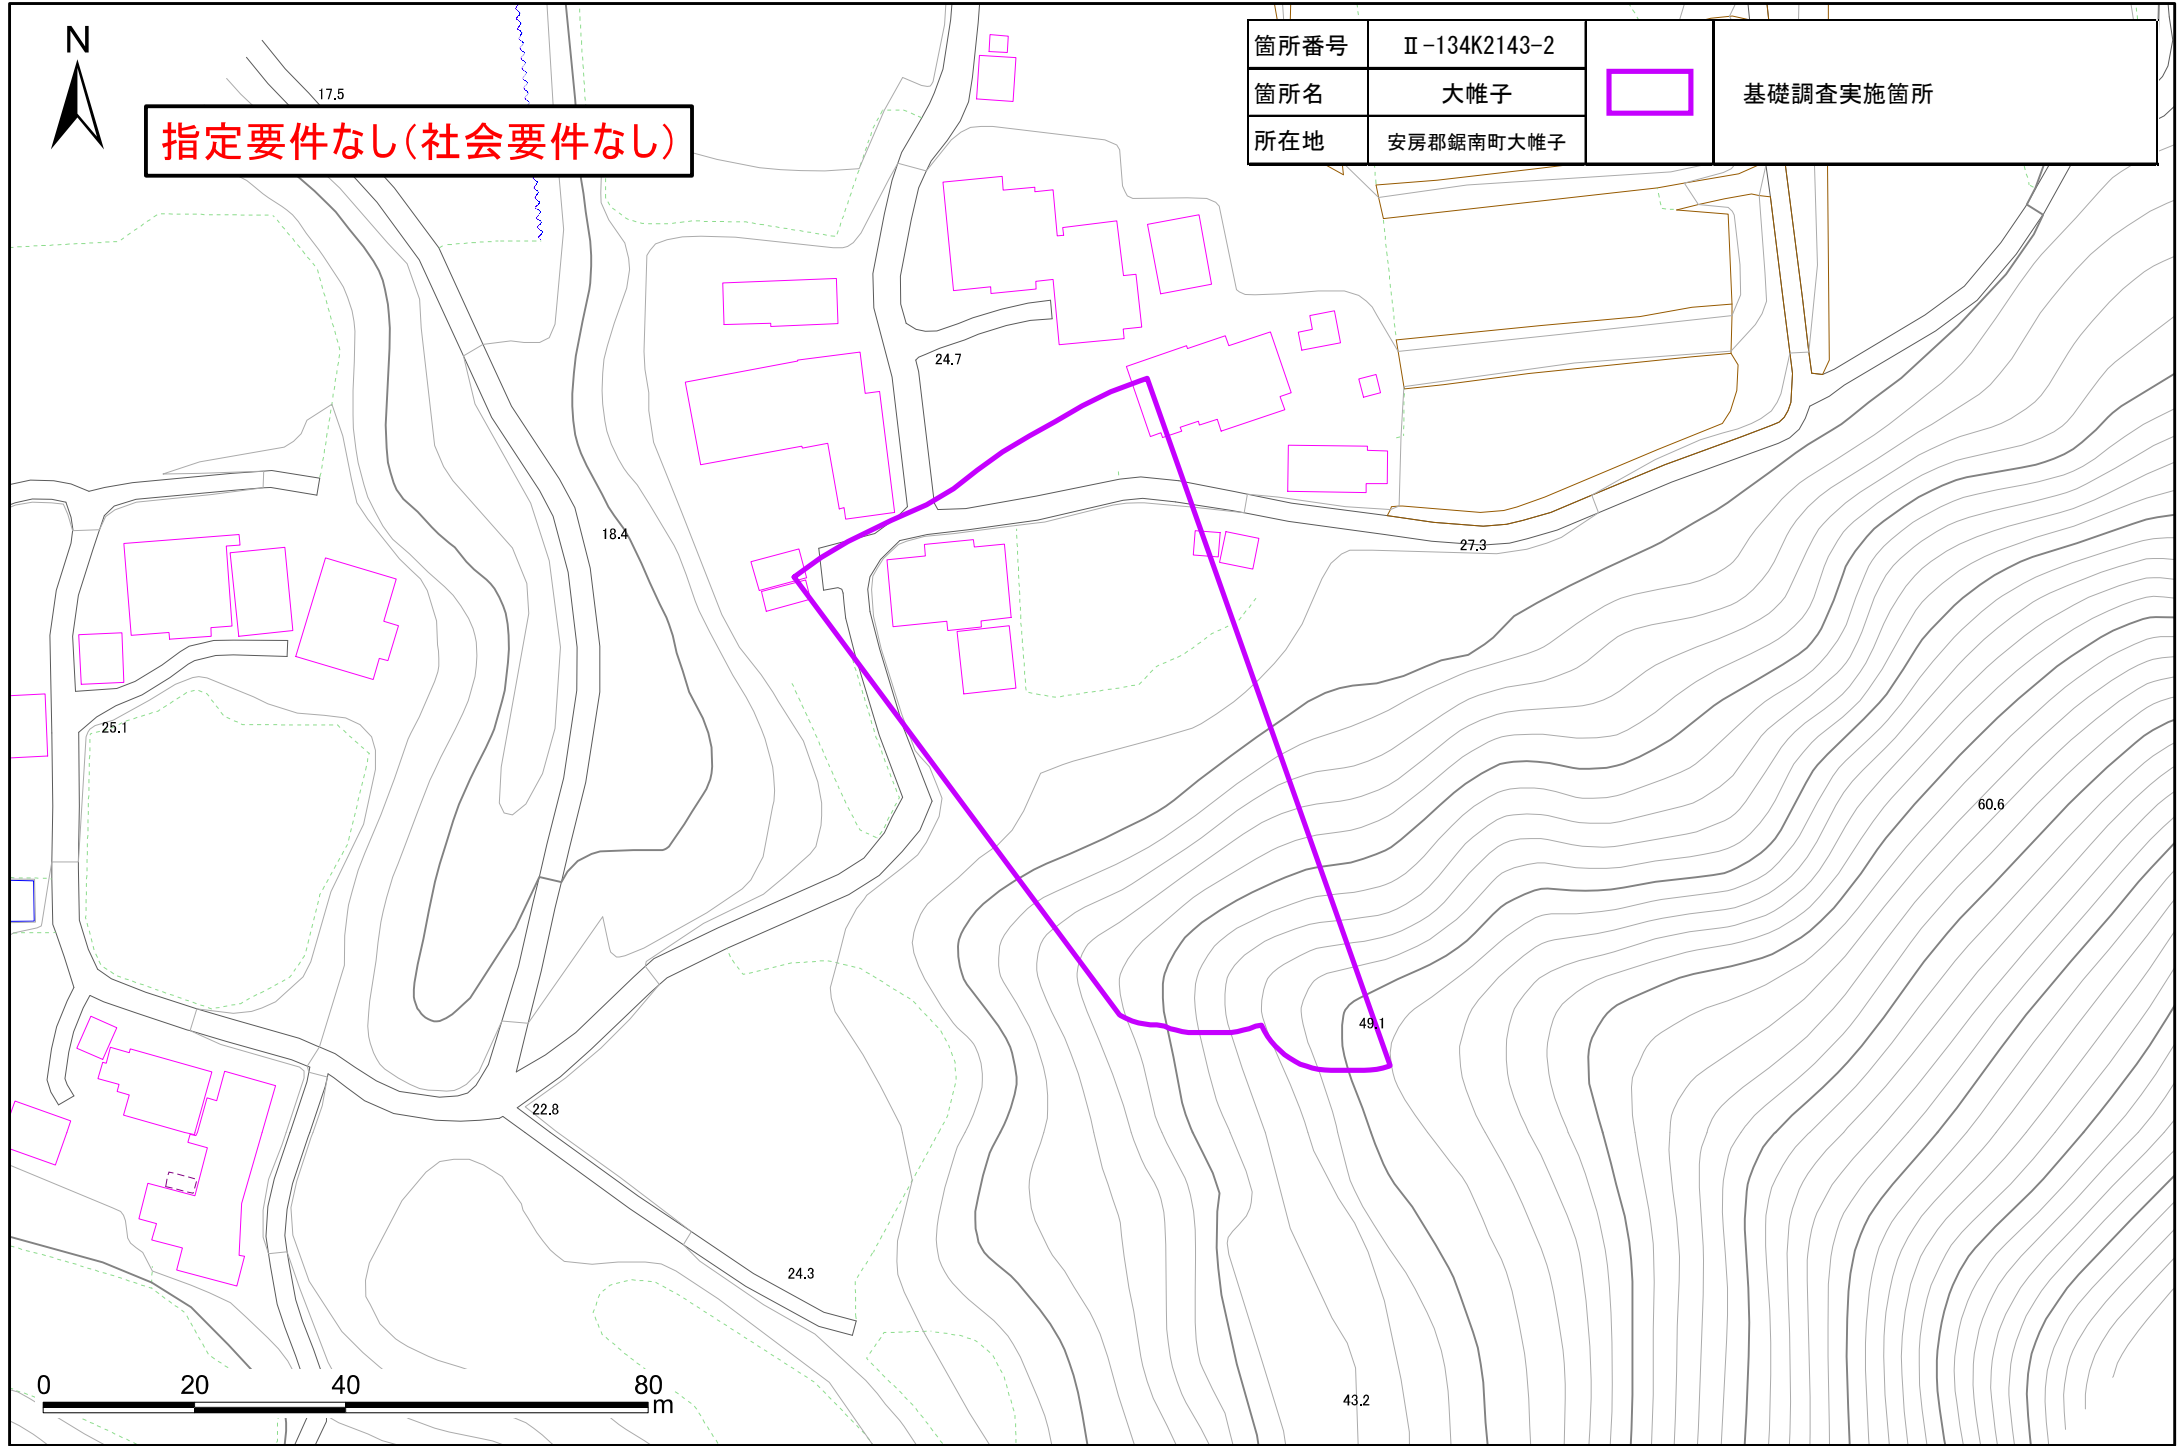 N
指定要件なし(社会要件なし)
箇所番号 Ⅱ-134K2143-2
箇所名 大帷子
所在地 安房郡鋸南町大帷子
基礎調査実施箇所
17.5
24.7
18.4
27.3
25.1
60.6
49.1
22.8
24.3
43.2
0 20 40 80
m